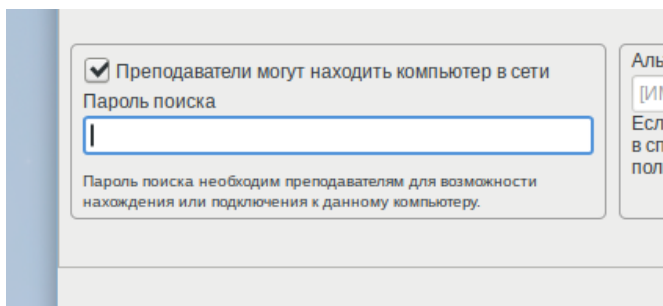 Преподаватели могут находить компьютер в сети
Пароль поиска
Пароль поиска необходим преподавателям для возможности
нахождения или подключения к данному компьютеру.
в